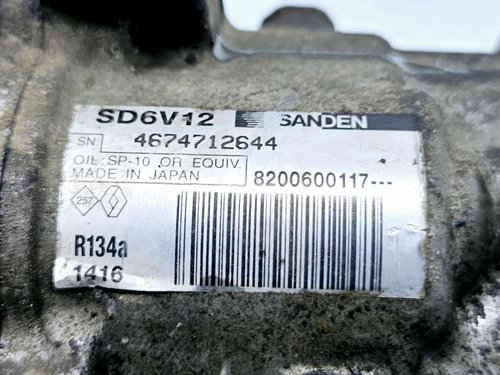 SD6V12 SANDEN
SN: 4674712644
OIL: SP-10 OR EQUIV.
MADE IN JAPAN 8200600117---
257
R134a
1416